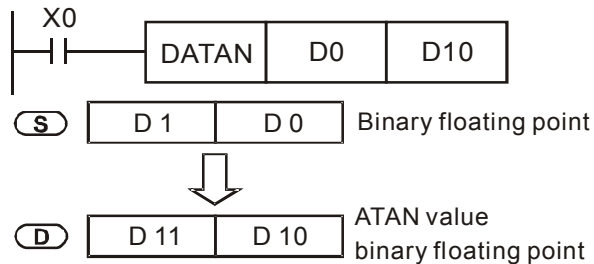 X0
DATAN D0 D10
S D 1 D 0 Binary floating point
D D 11 D 10 ATAN value
binary floating point